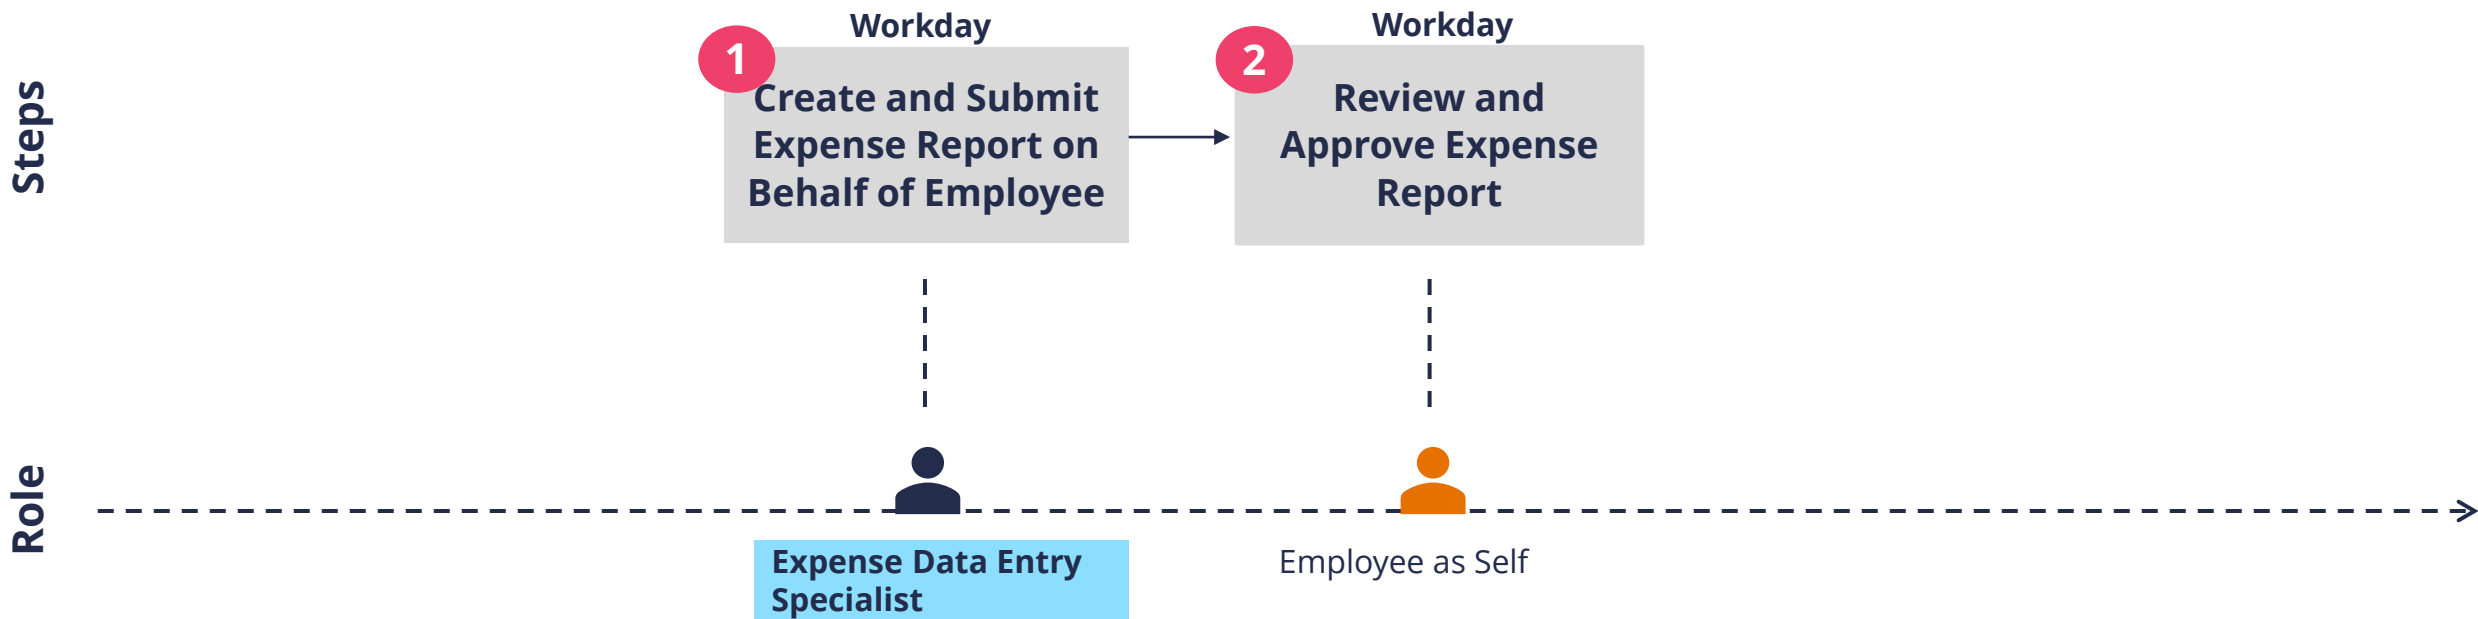 Steps
Workday
1
Create and Submit
Expense Report on
Behalf of Employee
Workday
2
Review and
Approve Expense
Report
Role
Expense Data Entry
Specialist
Employee as Self